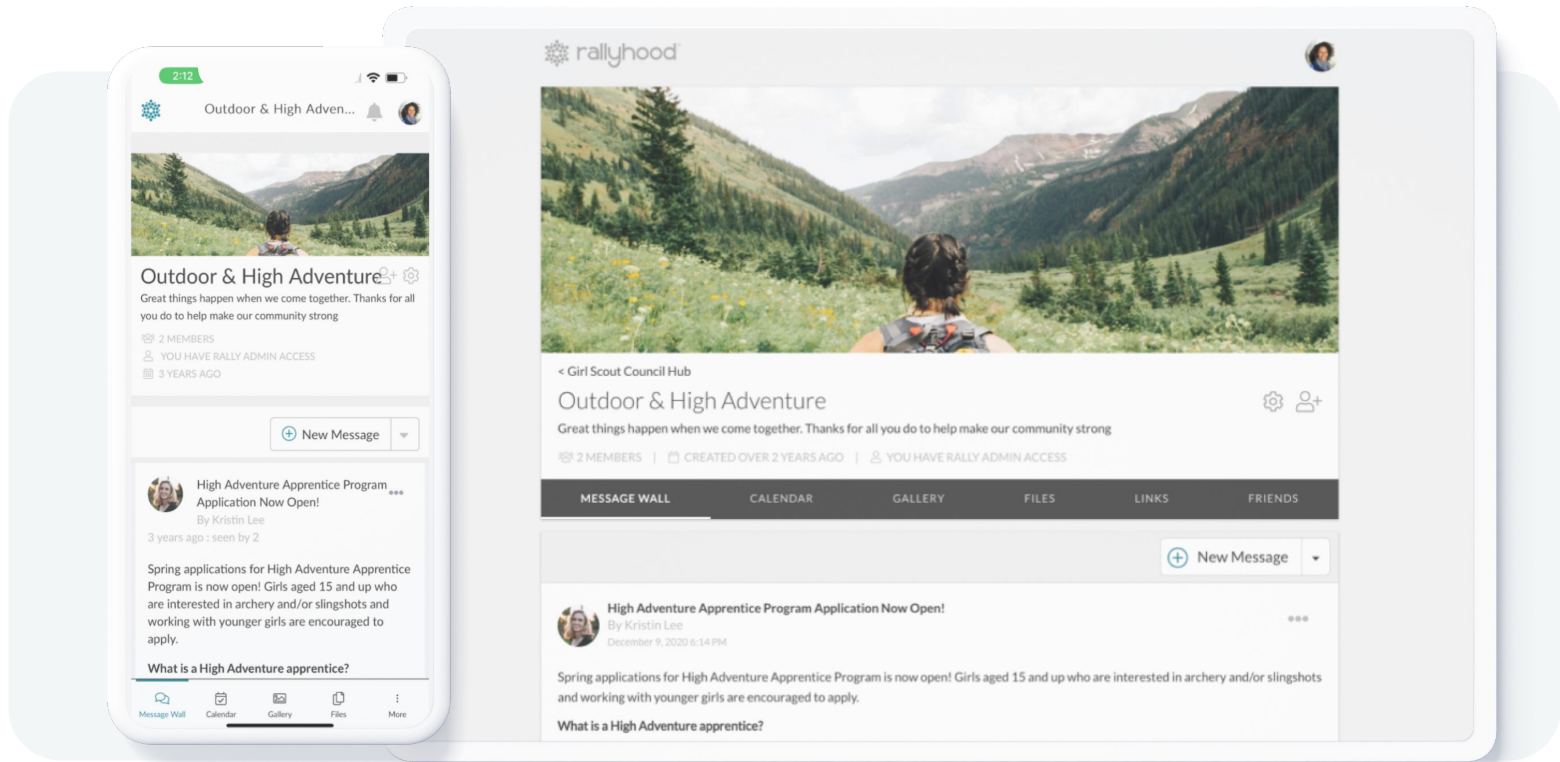 2:12
Outdoor & High Adven...
Outdoor & High Adventure
Great things happen when we come together. Thanks for all
you do to help make our community strong
2 MEMBERS
YOU HAVE RALLY ADMIN ACCESS
3 YEARS AGO
New Message
High Adventure Apprentice Program
Application Now Open!
By Kristin Lee
3 years ago : seen by 2
Spring applications for High Adventure Apprentice
Program is now open! Girls aged 15 and up who
are interested in archery and/or slingshots and
working with younger girls are encouraged to
apply.
What is a High Adventure apprentice?
Message Wall Calendar Gallery Files More
rallyhood
< Girl Scout Council Hub
Outdoor & High Adventure
Great things happen when we come together. Thanks for all you do to help make our community strong
2 MEMBERS | CREATED OVER 2 YEARS AGO | YOU HAVE RALLY ADMIN ACCESS
MESSAGE WALL CALENDAR GALLERY FILES LINKS FRIENDS
New Message
High Adventure Apprentice Program Application Now Open!
By Kristin Lee
December 9, 2020 6:14 PM
Spring applications for High Adventure Apprentice Program is now open! Girls aged 15 and up who are interested in archery and/or slingshots
and working with younger girls are encouraged to apply.
What is a High Adventure apprentice?